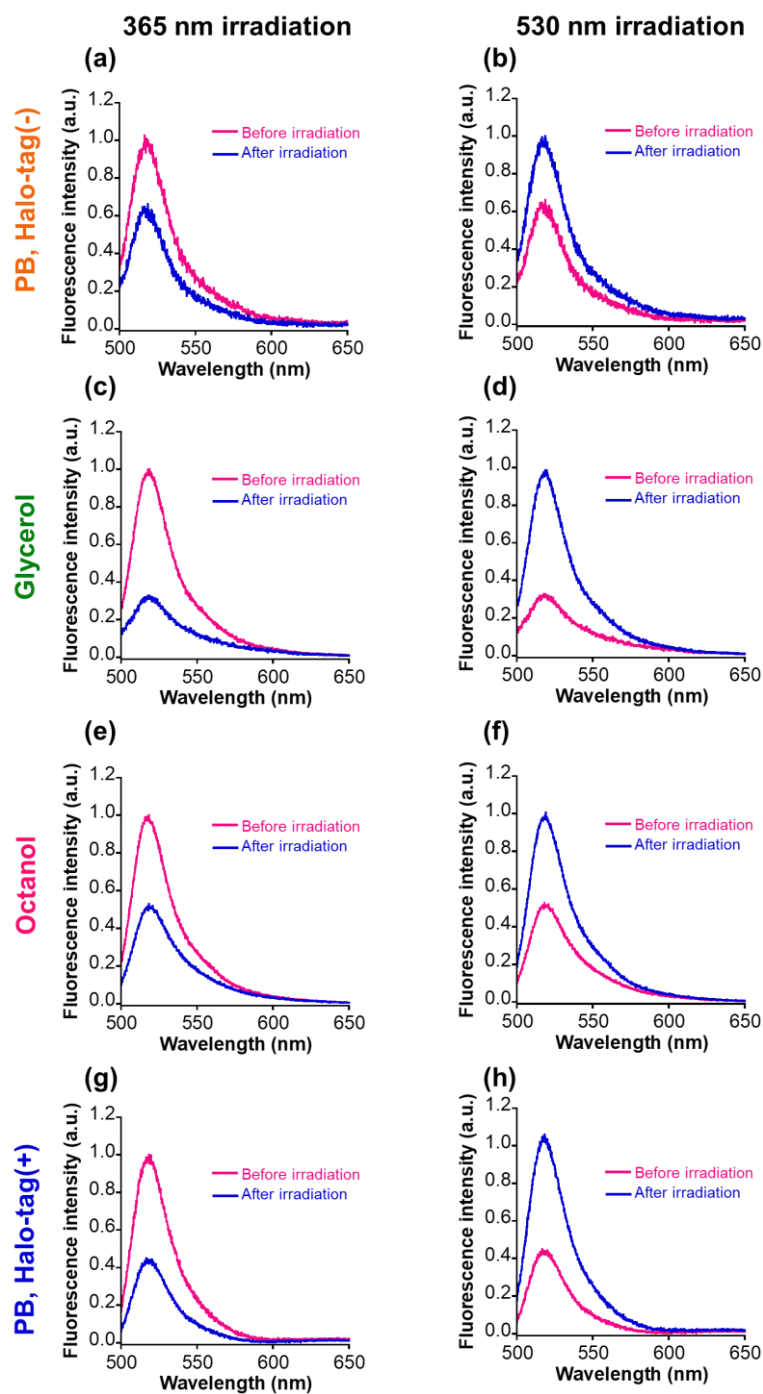 365 nm irradiation
530 nm irradiation
PB, Halo-tag(-)
(a)
Fluorescence intensity (a.u.)
1.2
1.0
0.8
0.6
0.4
0.2
0.0
Before irradiation
After irradiation
500
550
600
650
Wavelength (nm)
(b)
Fluorescence intensity (a.u.)
1.2
1.0
0.8
0.6
0.4
0.2
0.0
Before irradiation
After irradiation
500
550
600
650
Wavelength (nm)
Glycerol
(c)
Fluorescence intensity (a.u.)
1.2
1.0
0.8
0.6
0.4
0.2
0.0
Before irradiation
After irradiation
500
550
600
650
Wavelength (nm)
(d)
Fluorescence intensity (a.u.)
1.2
1.0
0.8
0.6
0.4
0.2
0.0
Before irradiation
After irradiation
500
550
600
650
Wavelength (nm)
Octanol
(e)
Fluorescence intensity (a.u.)
1.2
1.0
0.8
0.6
0.4
0.2
0.0
Before irradiation
After irradiation
500
550
600
650
Wavelength (nm)
(f)
Fluorescence intensity (a.u.)
1.2
1.0
0.8
0.6
0.4
0.2
0.0
Before irradiation
After irradiation
500
550
600
650
Wavelength (nm)
PB, Halo-tag(+)
(g)
Fluorescence intensity (a.u.)
1.2
1.0
0.8
0.6
0.4
0.2
0.0
Before irradiation
After irradiation
500
550
600
650
Wavelength (nm)
(h)
Fluorescence intensity (a.u.)
1.2
1.0
0.8
0.6
0.4
0.2
0.0
Before irradiation
After irradiation
500
550
600
650
Wavelength (nm)